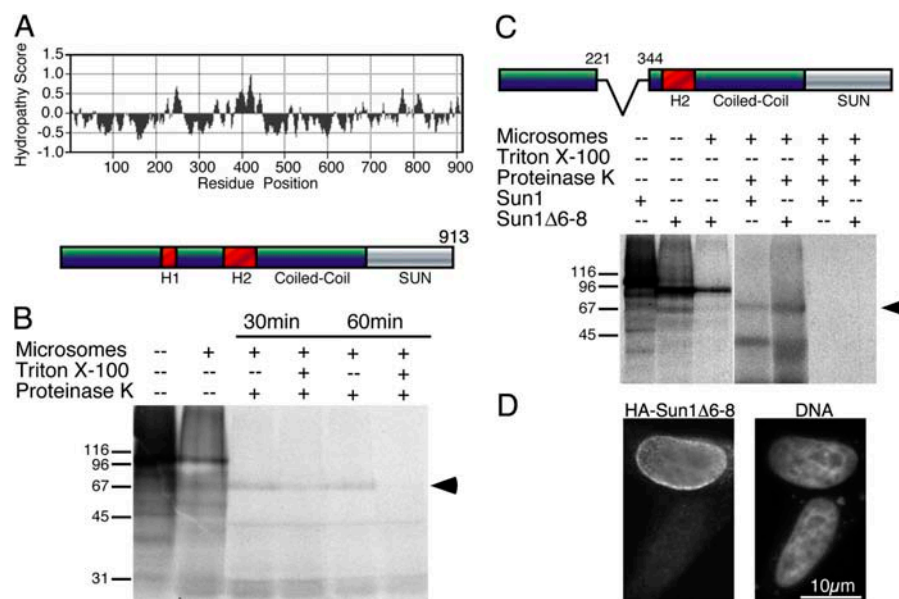 A
Hydropathy Score
1.5
1.0
0.5
0.0
-0.5
-1.0
100 200 300 400 500 600 700 800 900
Residue Position
913
H1 H2 Coiled-Coil SUN
B
30min 60min
Microsomes -- + + + + +
Triton X-100 -- -- -- + -- +
Proteinase K -- -- + + + +
116
96
67
45
31
C
221 344
H2 Coiled-Coil SUN
Microsomes -- -- + + + + +
Triton X-100 -- -- -- -- -- + +
Proteinase K -- -- -- + + + +
Sun1 + -- -- + -- + --
Sun1Δ6-8 -- + + -- + -- +
116
96
67
45
D
HA-Sun1Δ6-8 DNA
10µm